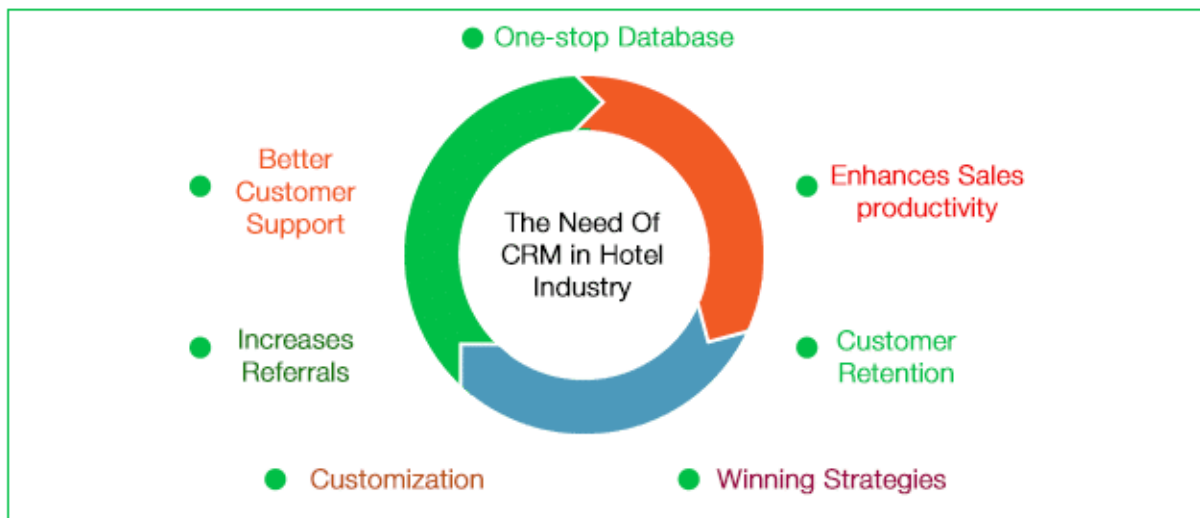 One-stop Database
Better
Customer
Support
Enhances Sales
productivity
The Need Of
CRM in Hotel
Industry
Increases
Referrals
Customer
Retention
Customization
Winning Strategies